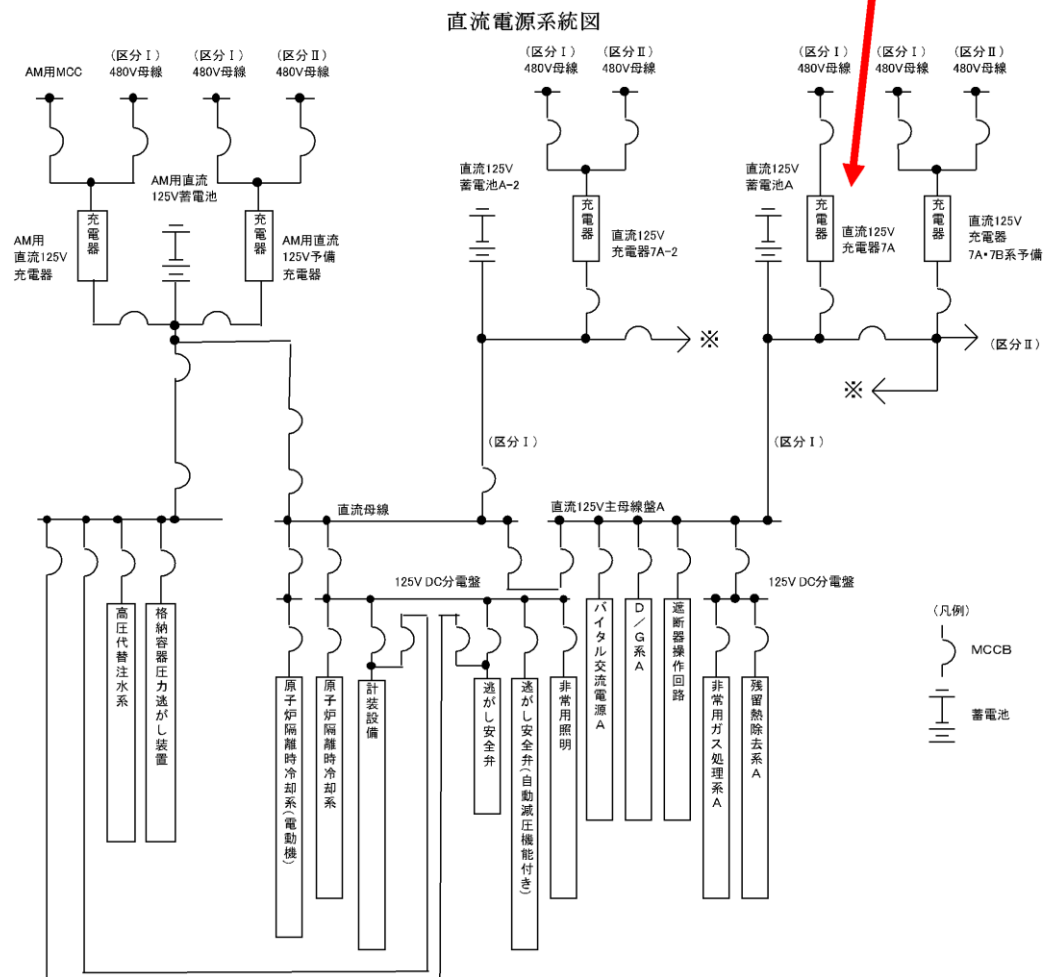 直流電源系統図
AM用MCC
(区分Ⅰ)
480V母線
(区分Ⅰ)
480V母線
(区分Ⅱ)
480V母線
(区分Ⅰ)
480V母線
(区分Ⅱ)
480V母線
(区分Ⅰ)
480V母線
(区分Ⅰ)
480V母線
(区分Ⅱ)
480V母線
AM用直流
125V蓄電池
直流125V
蓄電池A-2
直流125V
蓄電池A
充電器
充電器
充電器
充電器
充電器
AM用
直流125V
充電器
AM用直流
125V予備
充電器
直流125V
充電器7A-2
直流125V
充電器7A
直流125V
充電器
7A・7B系予備
※
(区分Ⅱ)
※
(区分Ⅰ)
(区分Ⅰ)
直流母線
直流125V主母線盤A
125V DC分電盤
125V DC分電盤
高圧代替注水系
格納容器圧力逃がし装置
原子炉隔離時冷却系(電動機)
原子炉隔離時冷却系
計装設備
逃がし安全弁
逃がし安全弁(自動減圧機能付き)
非常用照明
バイタル交流電源A
D/G系A
遮断器操作回路
非常用ガス処理系A
残留熱除去系A
(凡例)
MCCB
蓄電池